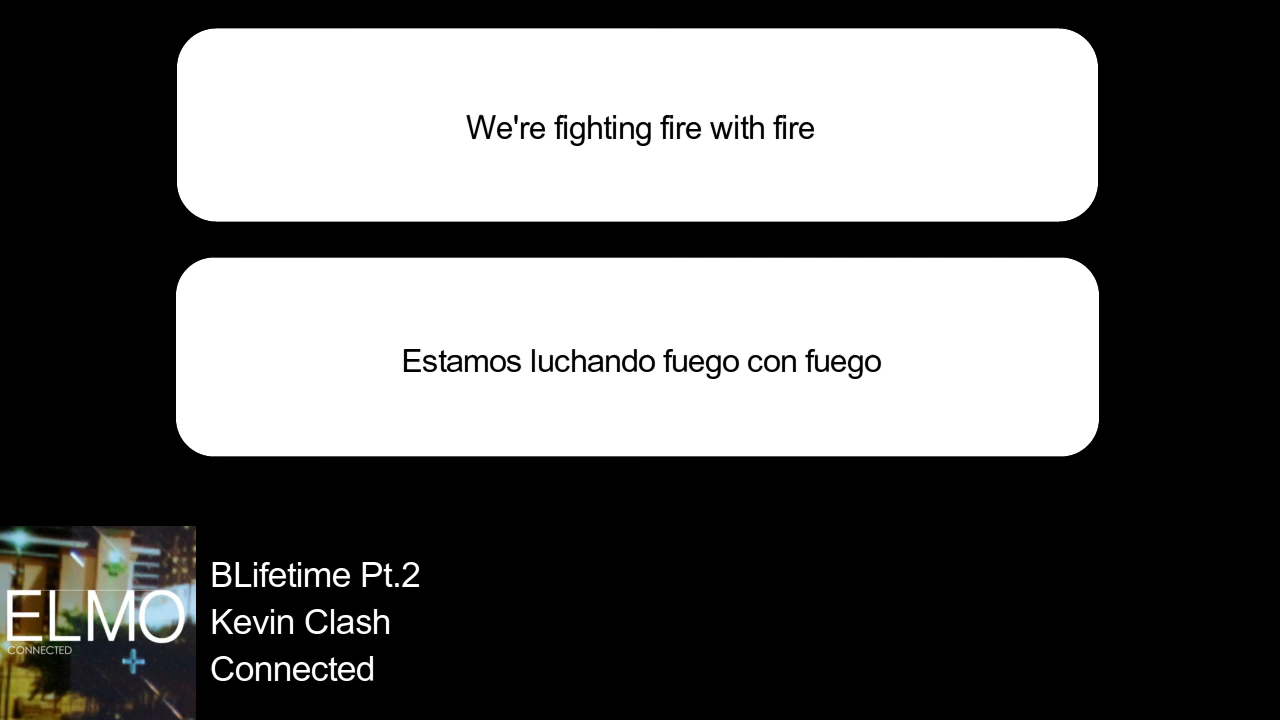 We're fighting fire with fire
Estamos luchando fuego con fuego
ELMO
CONNECTED
BLifetime Pt.2
Kevin Clash
Connected